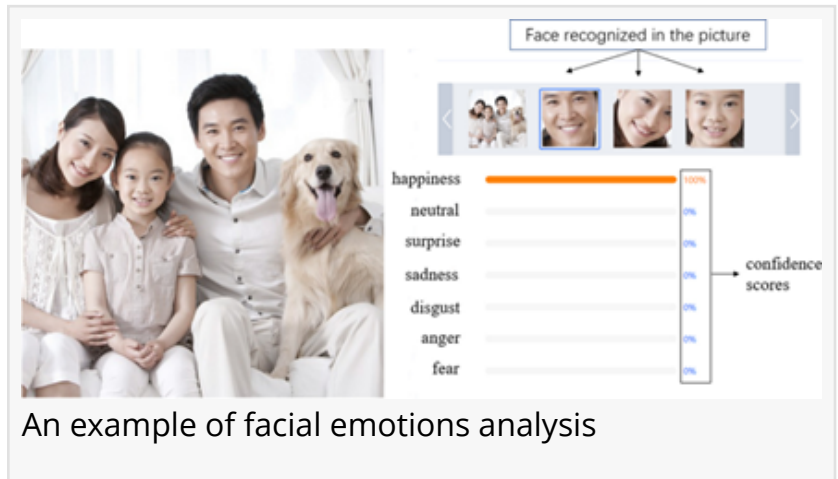 Face recognized in the picture
happiness
100%
neutral
0%
surprise
0%
sadness
0%
confidence
scores
disgust
0%
anger
0%
fear
0%
An example of facial emotions analysis